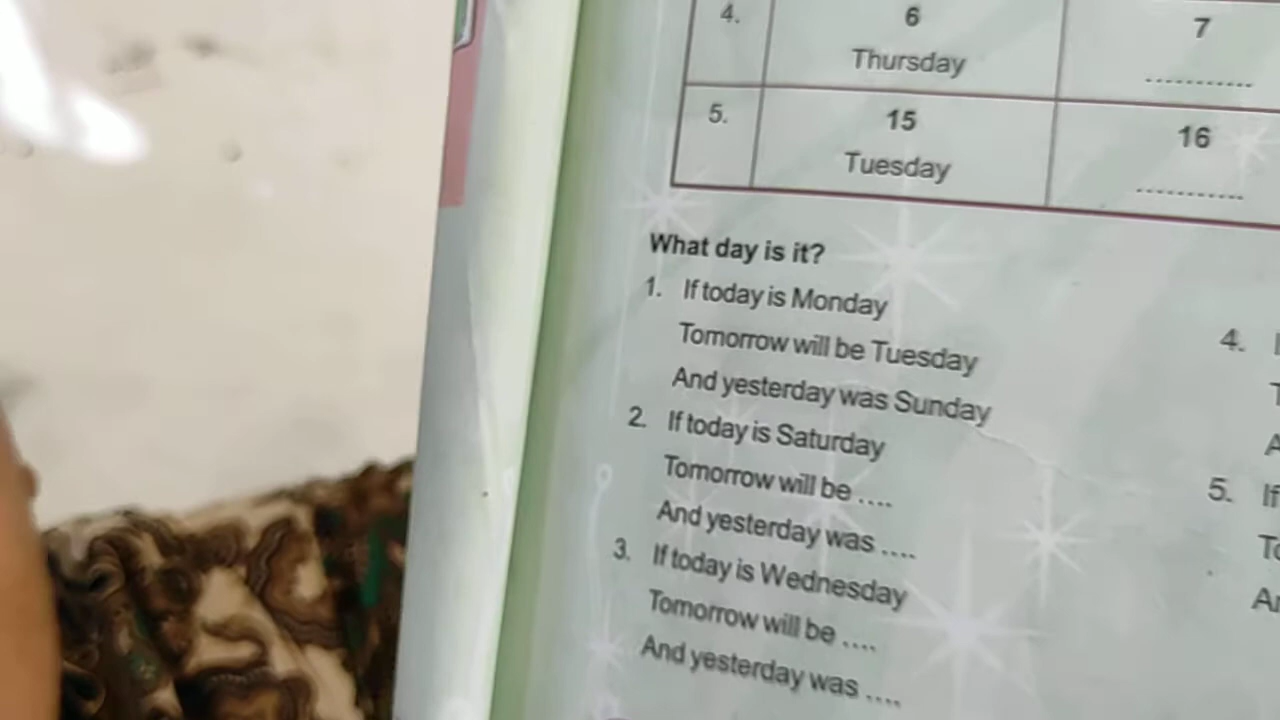 4. 6 7
Thursday ...........
5. 15 16
Tuesday ...........
What day is it?
1. If today is Monday
Tomorrow will be Tuesday
And yesterday was Sunday
2. If today is Saturday
Tomorrow will be ....
And yesterday was ....
3. If today is Wednesday
Tomorrow will be ....
And yesterday was ....
4.
5. If